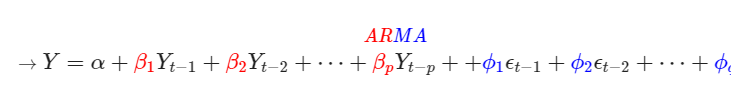 ARMA
→ Y = α + β₁Yₜ₋₁ + β₂Yₜ₋₂ + ··· + βₚYₜ₋ₚ + +ϕ₁ϵₜ₋₁ + ϕ₂ϵₜ₋₂ + ··· + ϕ